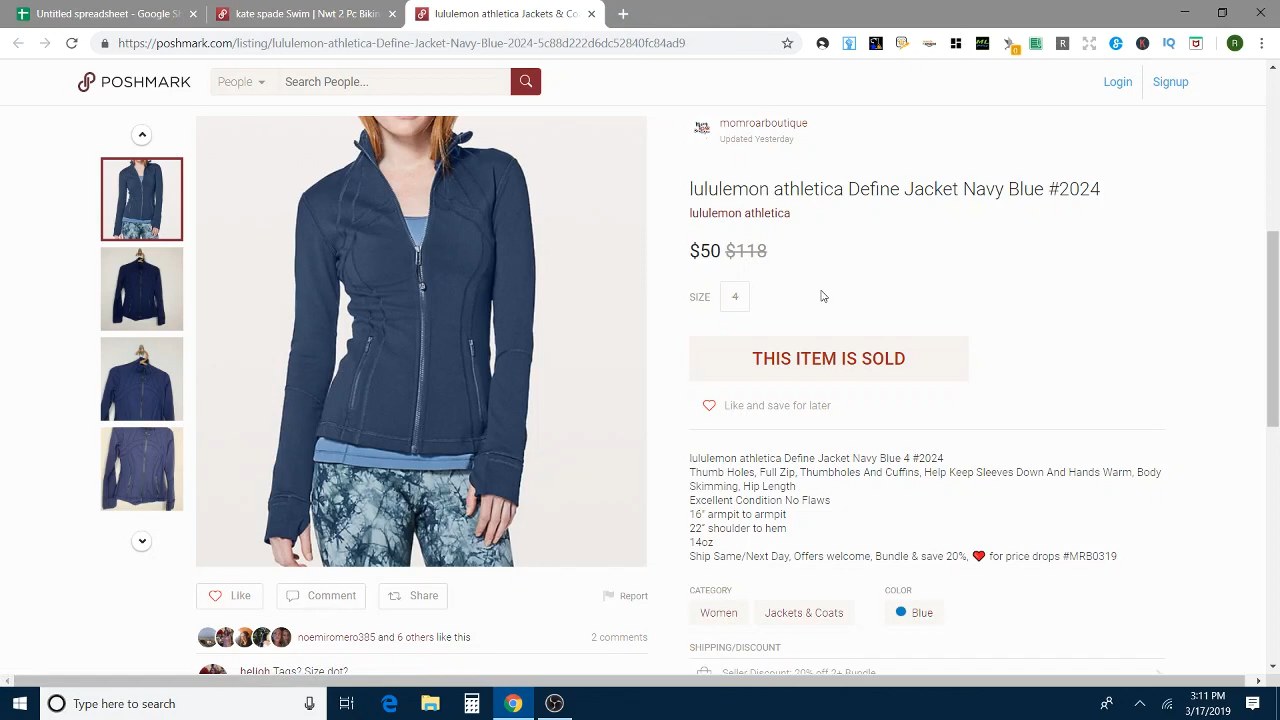 Untitled spreadsheet - Google Sh
kate spade Swim | Nwt 2 Pc Bikin
lululemon athletica Jackets & Co
https://poshmark.com/listing/lululemon-athletica-Define-Jacket-Navy-Blue-2024-5c88d222d6dc52840fc84ad9
POSHMARK
People
Search People...
Login
Signup
momroarboutique
Updated Yesterday
lululemon athletica Define Jacket Navy Blue #2024
lululemon athletica
$50 $118
SIZE 4
THIS ITEM IS SOLD
Like and save for later
lululemon athletica Define Jacket Navy Blue 4 #2024
Thumb Holes, Full Zip, Thumbholes And Cuffins, Help Keep Sleeves Down And Hands Warm, Body
Skimming, Hip Length
Excellent Condition No Flaws
16" armpit to armpit
22" shoulder to hem
14oz
Ship Same/Next Day, Offers welcome, Bundle & save 20%, ❤ for price drops #MRB0319
Like
Comment
Share
Report
CATEGORY
COLOR
Women
Jackets & Coats
Blue
noemiromero385 and 6 others like this.
2 comments
SHIPPING/DISCOUNT
Seller Discount: 20% off 2+ Bundle
Type here to search
3:11 PM
3/17/2019